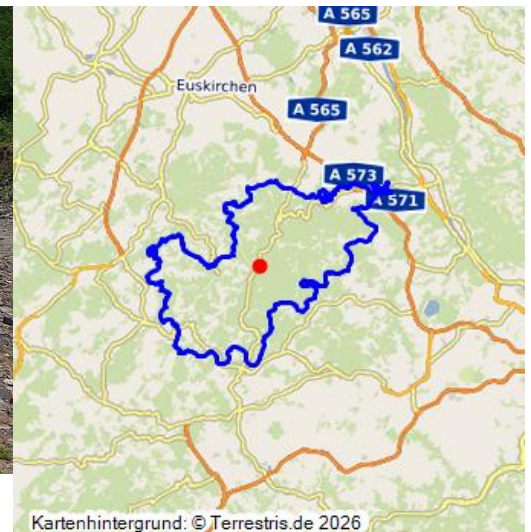 A 565
A 562
Euskirchen
A 565
A 573
A 571
Kartenhintergrund: © Terrestris.de 2026